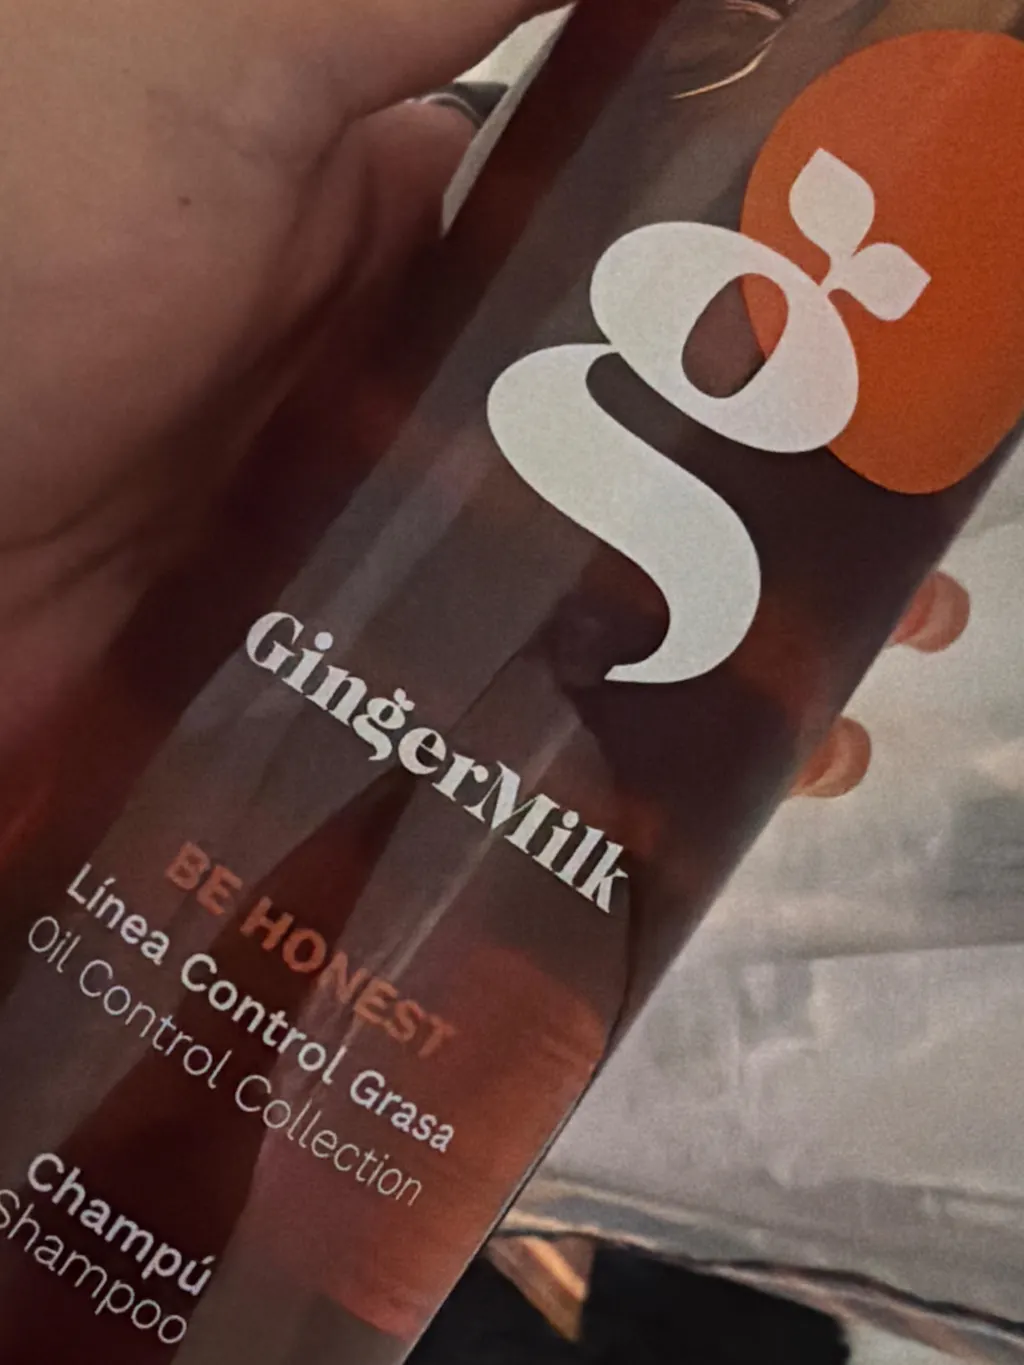 g
GingerMilk
BE HONEST
Línea Control Grasa
Oil Control Collection
Champú
Shampoo